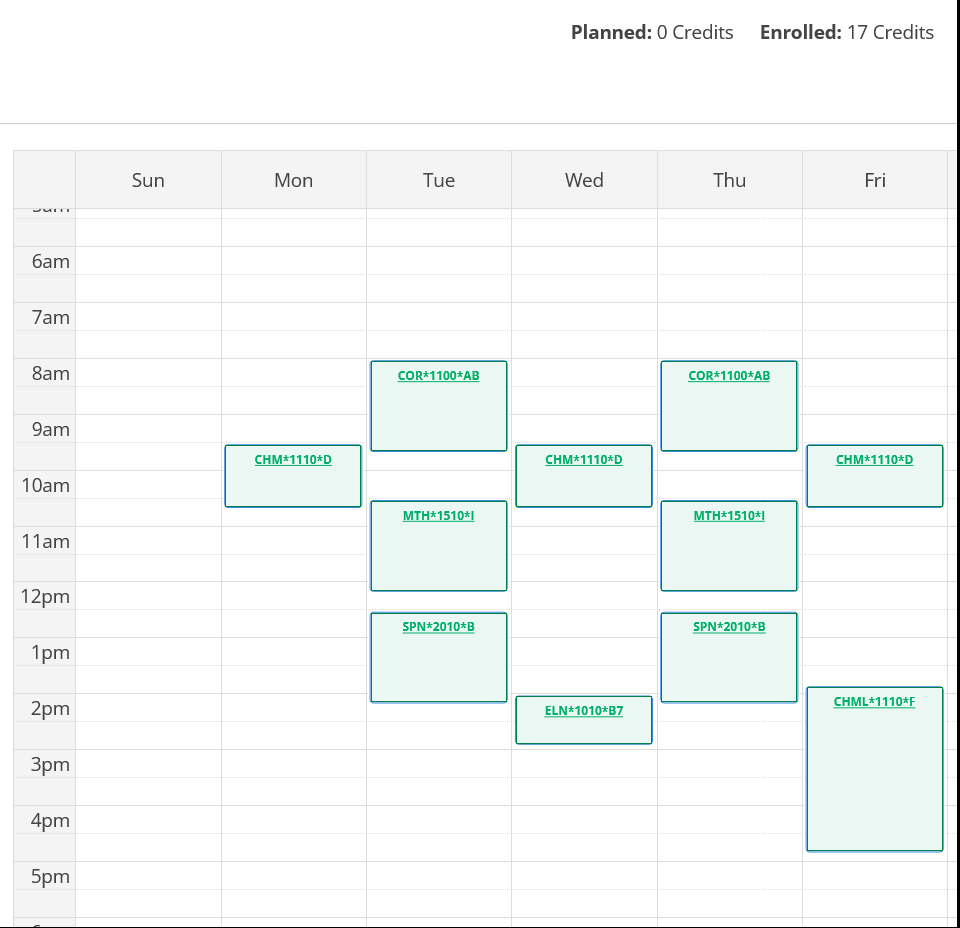 Planned: 0 Credits Enrolled: 17 Credits
Sun Mon Tue Wed Thu Fri
5am
6am
7am
8am COR*1100*AB COR*1100*AB
9am
CHM*1110*D CHM*1110*D CHM*1110*D
10am
MTH*1510*I MTH*1510*I
11am
12pm
SPN*2010*B SPN*2010*B
1pm
CHML*1110*F
2pm ELN*1010*B7
3pm
4pm
5pm